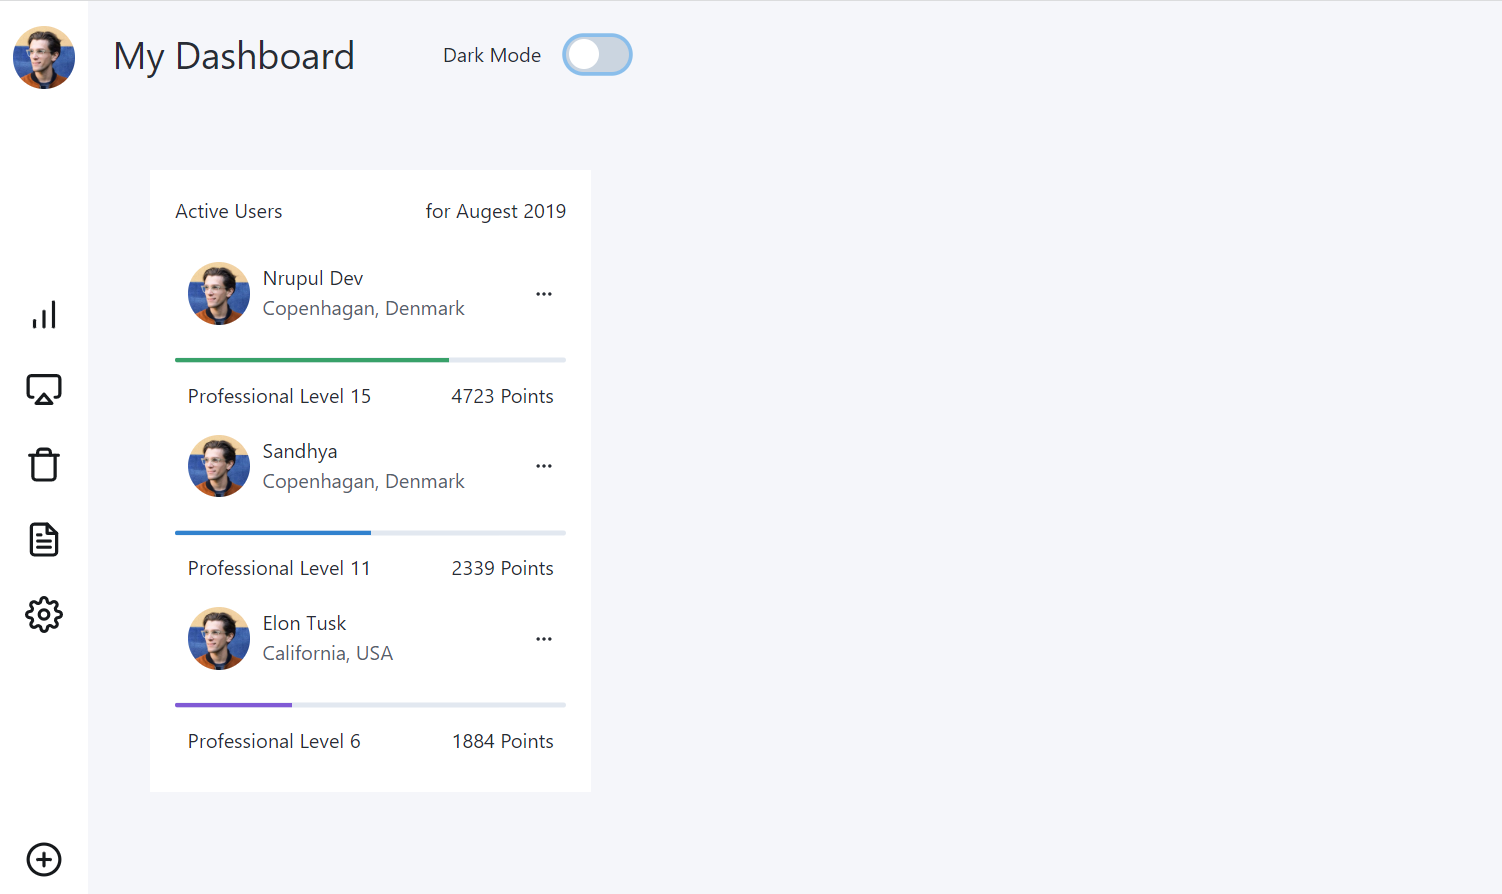 My Dashboard
Dark Mode
Active Users
for Augest 2019
Nrupul Dev
Copenhagan, Denmark
Professional Level 15
4723 Points
Sandhya
Copenhagan, Denmark
Professional Level 11
2339 Points
Elon Tusk
California, USA
Professional Level 6
1884 Points